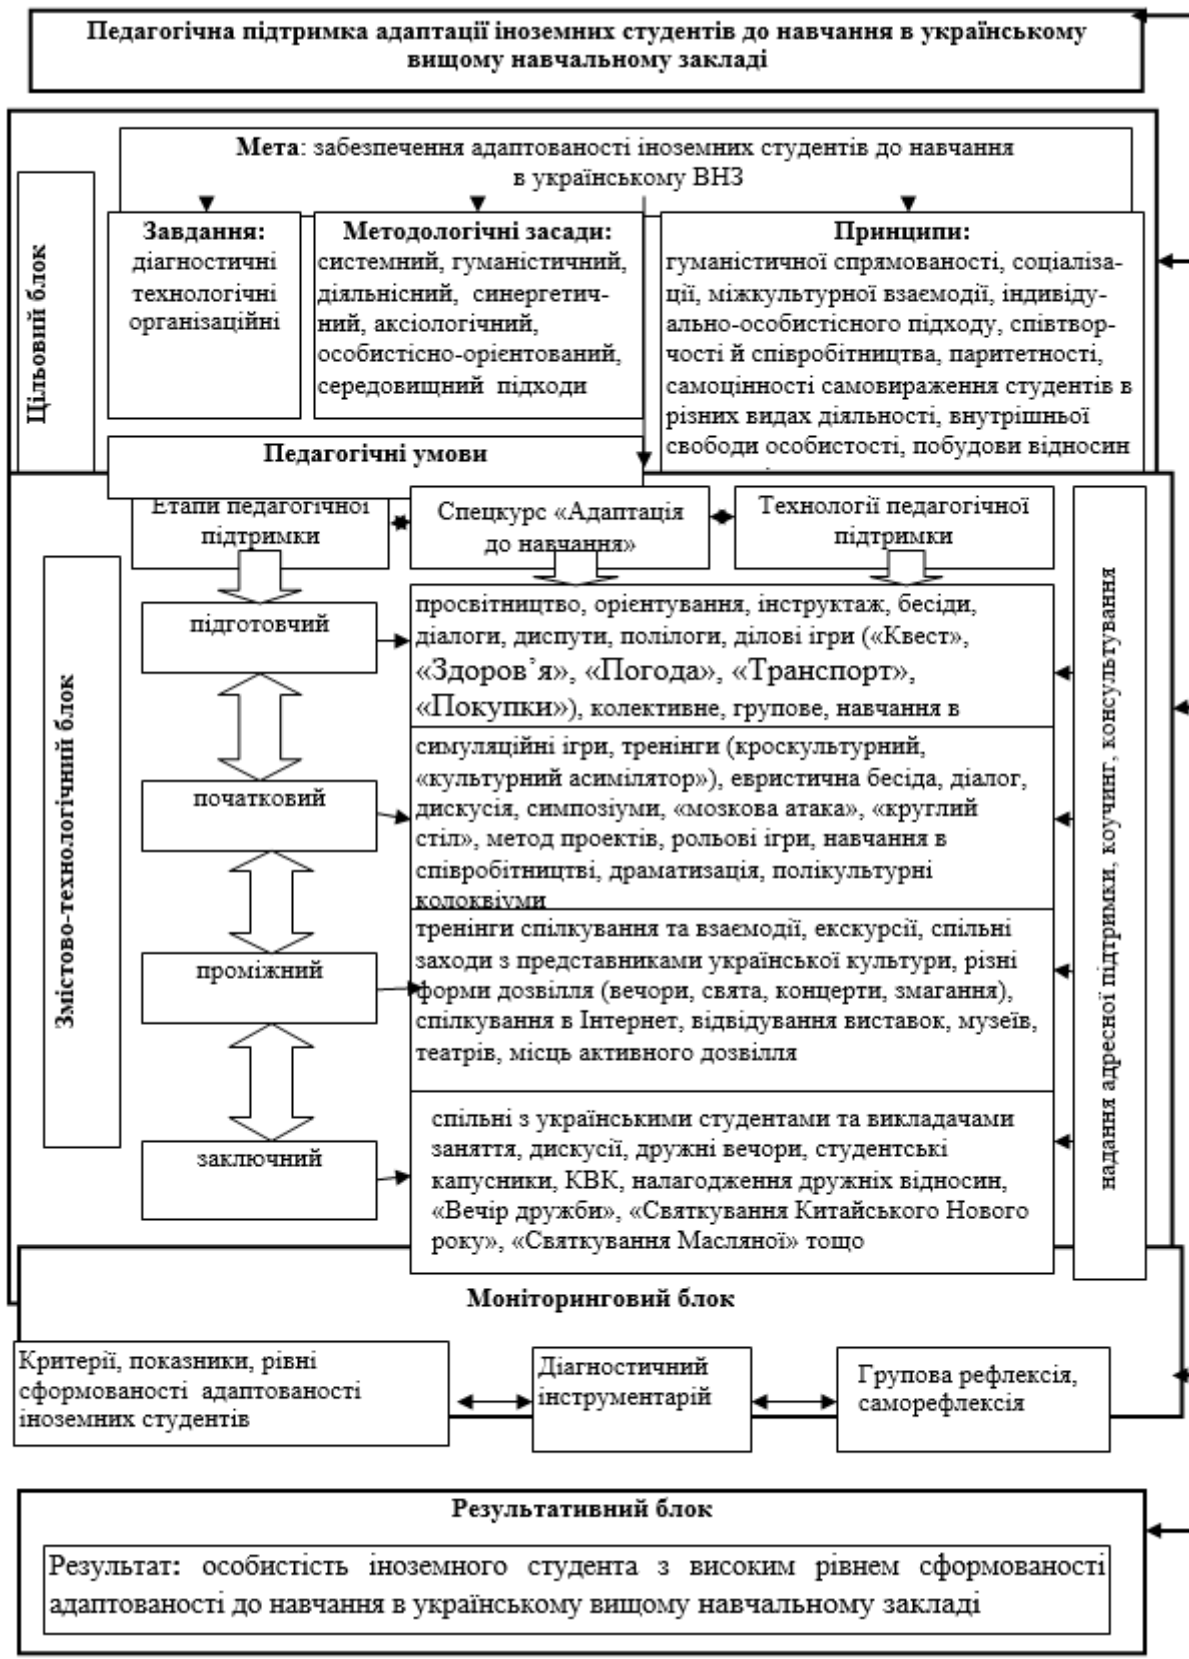 Педагогічна підтримка адаптації іноземних студентів до навчання в українському
вищому навчальному закладі
Мета: забезпечення адаптованості іноземних студентів до навчання
в українському ВНЗ
Цільовий блок
Завдання:
діагностичні
технологічні
організаційні
Методологічні засади:
системний, гуманістичний,
діяльнісний, синергетич-
ний, аксіологічний,
особистісно-орієнтований,
середовищний підходи
Принципи:
гуманістичної спрямованості, соціаліза-
ції, міжкультурної взаємодії, індивіду-
ально-особистісного підходу, співтвор-
чості й співробітництва, паритетності,
самоцінності самовираження студентів в
різних видах діяльності, внутрішньої
свободи особистості, побудови відносин
Педагогічні умови
Змістово-технологічний блок
Етапи педагогічної
підтримки
Спецкурс «Адаптація
до навчання»
Технології педагогічної
підтримки
підготовчий
просвітництво, орієнтування, інструктаж, бесіди,
діалоги, диспути, полілоги, ділові ігри («Квест»,
«Здоров’я», «Погода», «Транспорт»,
«Покупки»), колективне, групове, навчання в
початковий
симуляційні ігри, тренінги (кроскультурний,
«культурний асимілятор»), евристична бесіда, діалог,
дискусія, симпозіуми, «мозкова атака», «круглий
стіл», метод проектів, рольові ігри, навчання в
співробітництві, драматизація, полікультурні
колоквіуми
проміжний
тренінги спілкування та взаємодії, екскурсії, спільні
заходи з представниками української культури, різні
форми дозвілля (вечори, свята, концерти, змагання),
спілкування в Інтернет, відвідування виставок, музеїв,
театрів, місць активного дозвілля
заключний
спільні з українськими студентами та викладачами
заняття, дискусії, дружні вечори, студентські
капусники, КВК, налагодження дружніх відносин,
«Вечір дружби», «Святкування Китайського Нового
року», «Святкування Масляної» тощо
надання адресної підтримки, коучинг, консультування
Моніторинговий блок
Критерії, показники, рівні
сформованості адаптованості
іноземних студентів
Діагностичний
інструментарій
Групова рефлексія,
саморефлексія
Результативний блок
Результат: особистість іноземного студента з високим рівнем сформованості
адаптованості до навчання в українському вищому навчальному закладі